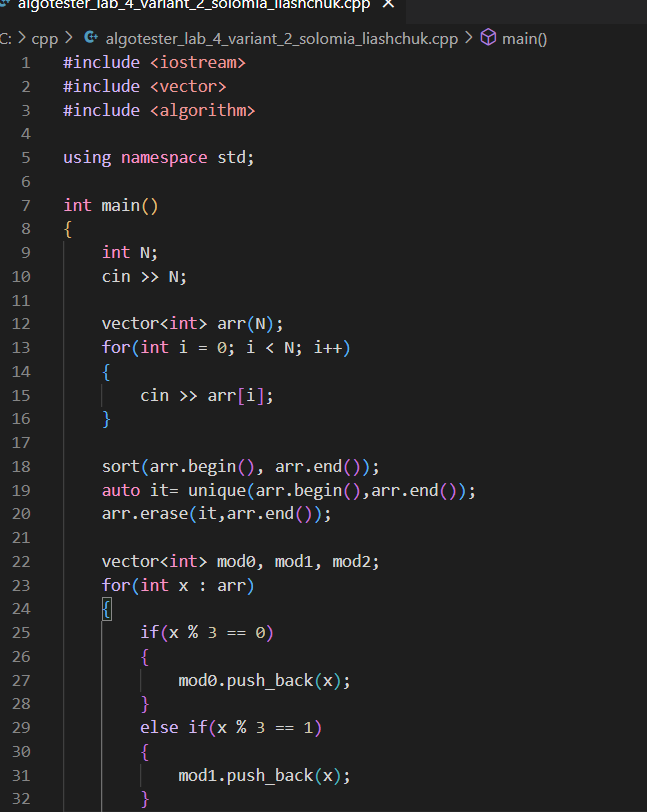 algotester_lab_4_variant_2_solomia_liashchuk.cpp ×
C: > cpp > algotester_lab_4_variant_2_solomia_liashchuk.cpp > main()
1 #include <iostream>
2 #include <vector>
3 #include <algorithm>
4
5 using namespace std;
6
7 int main()
8 {
9     int N;
10     cin >> N;
11
12     vector<int> arr(N);
13     for(int i = 0; i < N; i++)
14     {
15         cin >> arr[i];
16     }
17
18     sort(arr.begin(), arr.end());
19     auto it= unique(arr.begin(),arr.end());
20     arr.erase(it,arr.end());
21
22     vector<int> mod0, mod1, mod2;
23     for(int x : arr)
24     {
25         if(x % 3 == 0)
26         {
27             mod0.push_back(x);
28         }
29         else if(x % 3 == 1)
30         {
31             mod1.push_back(x);
32         }